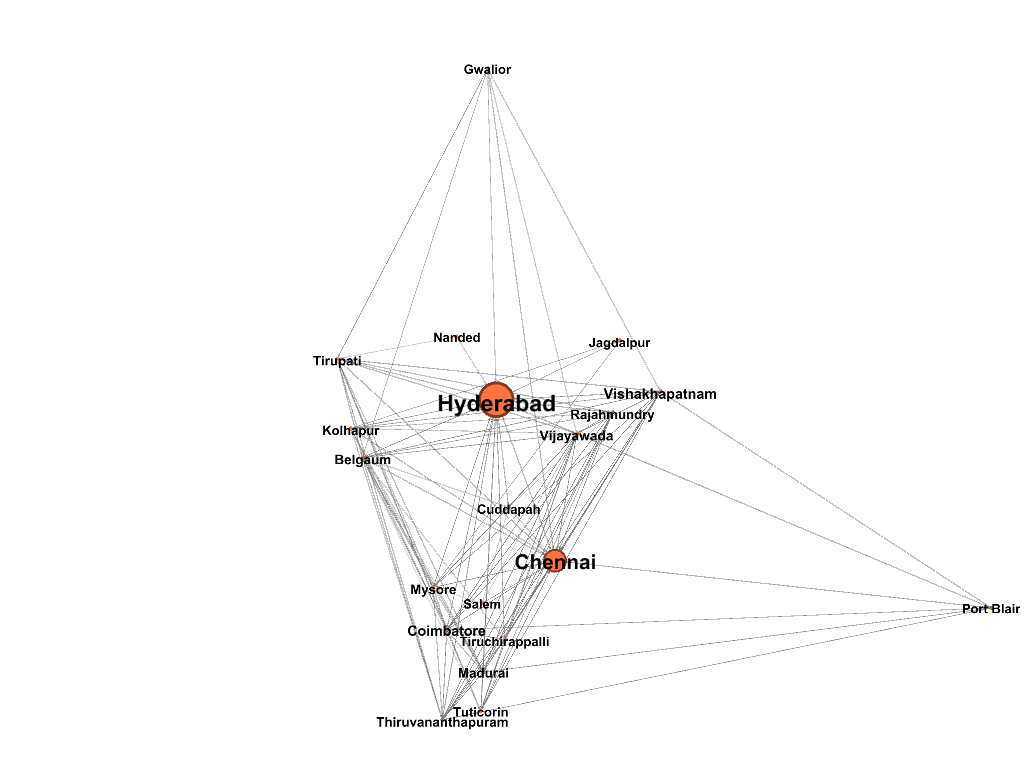 Gwalior
Nanded
Jagdalpur
Tirupati
Vishakhapatnam
Hyderabad
Rajahmundry
Kolhapur
Vijayawada
Belgaum
Cuddapah
Chennai
Mysore
Salem
Port Blair
Coimbatore
Tiruchirappalli
Madurai
Tuticorin
Thiruvananthapuram